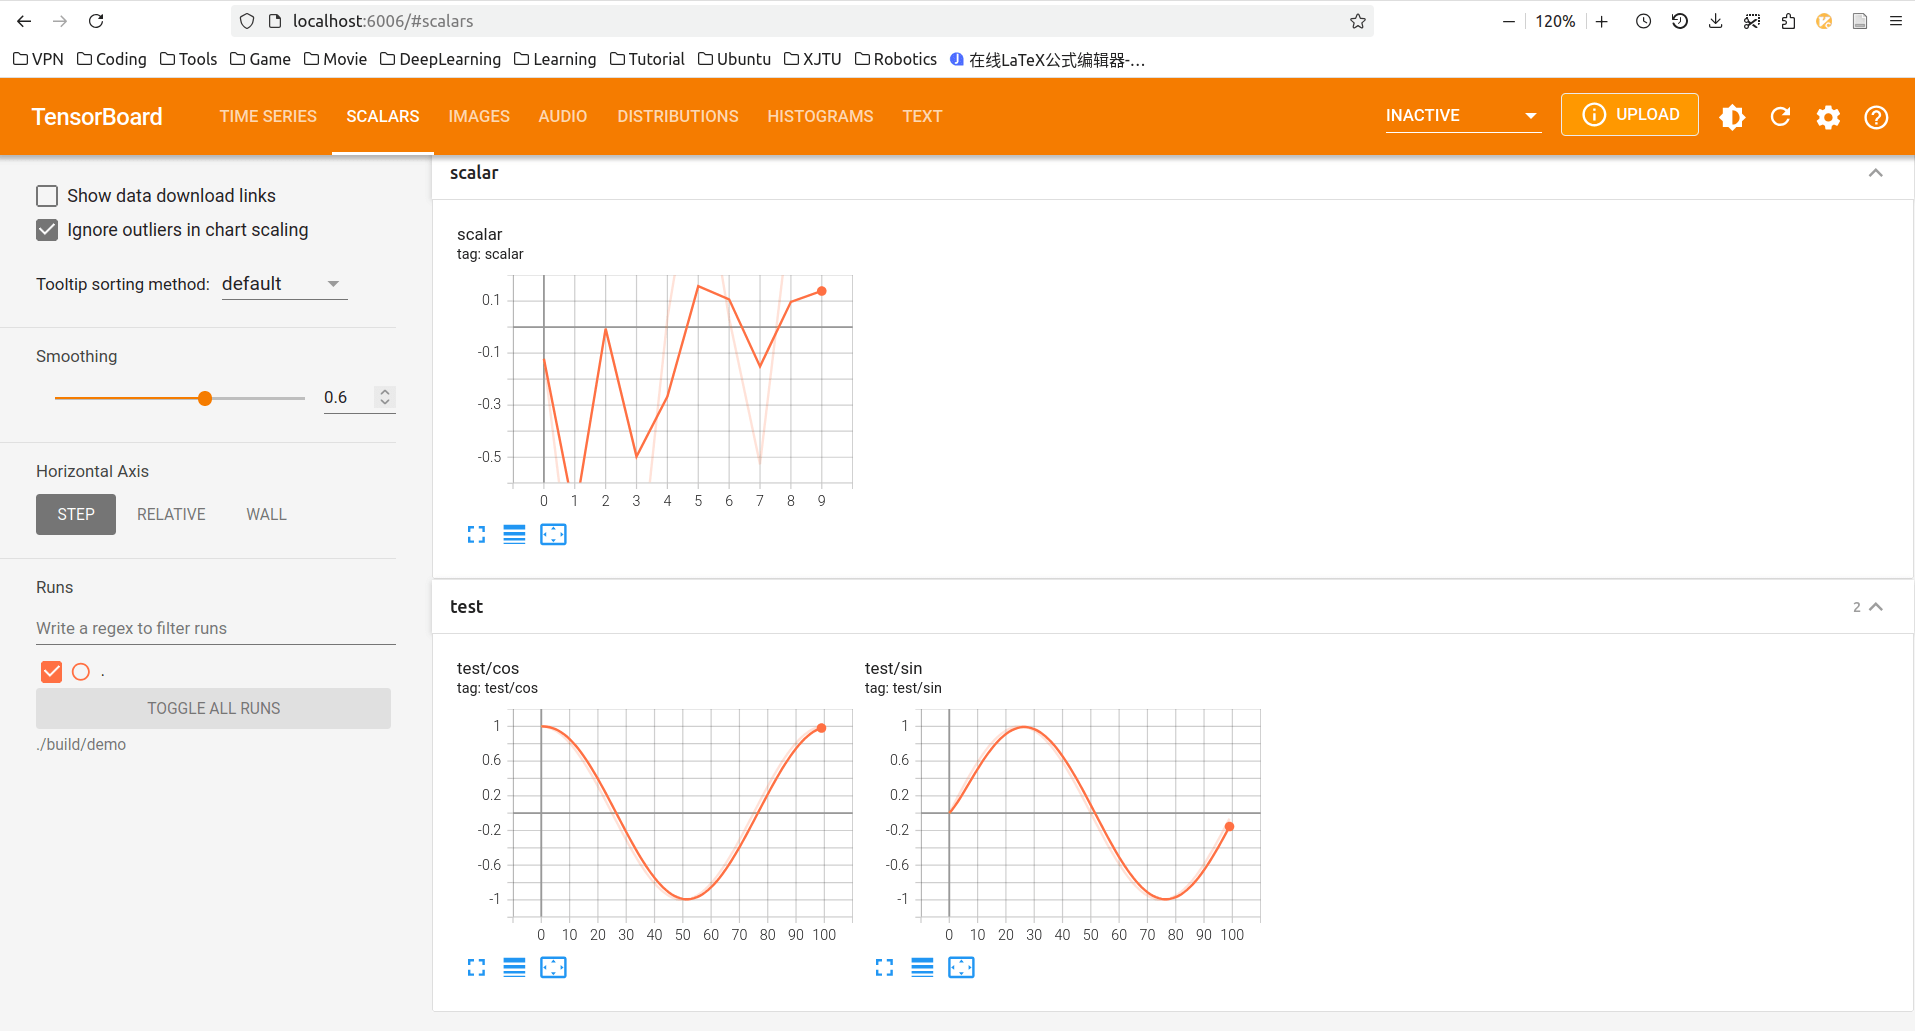 localhost:6006/#scalars
120%
VPN Coding Tools Game Movie DeepLearning Learning Tutorial Ubuntu XJTU Robotics 在线LaTeX公式编辑器-...
TensorBoard TIME SERIES SCALARS IMAGES AUDIO DISTRIBUTIONS HISTOGRAMS TEXT INACTIVE UPLOAD
Show data download links
Ignore outliers in chart scaling
Tooltip sorting method: default
Smoothing
0.6
Horizontal Axis
STEP RELATIVE WALL
Runs
Write a regex to filter runs
.
TOGGLE ALL RUNS
./build/demo
scalar
scalar
tag: scalar
0.1
-0.1
-0.3
-0.5
0 1 2 3 4 5 6 7 8 9
test 2
test/cos
tag: test/cos
1
0.6
0.2
-0.2
-0.6
-1
0 10 20 30 40 50 60 70 80 90 100
test/sin
tag: test/sin
1
0.6
0.2
-0.2
-0.6
-1
0 10 20 30 40 50 60 70 80 90 100